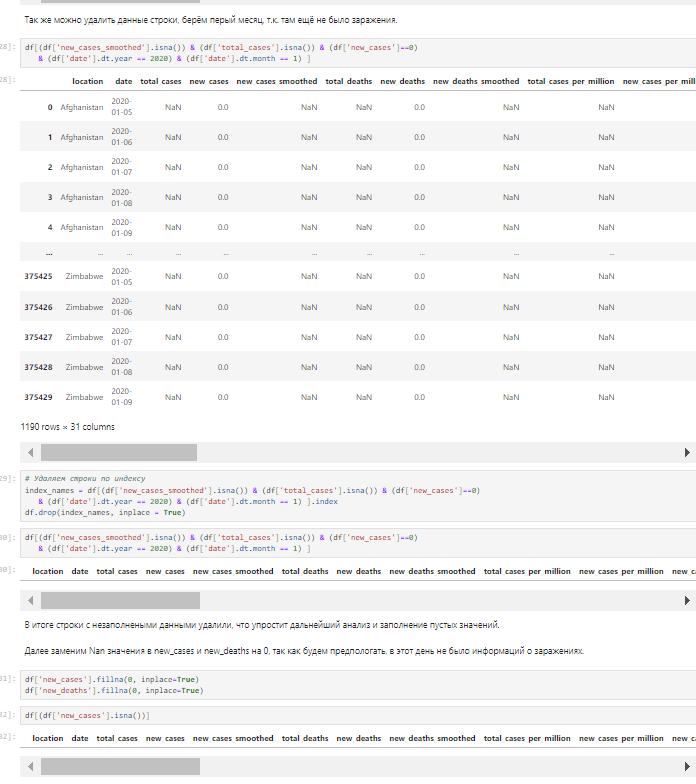 Так же можно удалить данные строки, берём перый месяц, т.к. там ещё не было заражения.
28]: df[(df['new_cases_smoothed'].isna()) & (df['total_cases'].isna()) & (df['new_cases']==0)
& (df['date'].dt.year == 2020) & (df['date'].dt.month == 1) ]
28]: location date total cases new cases new cases smoothed total deaths new deaths new deaths smoothed total cases per million new cases per mill
0 Afghanistan 2020-01-05 NaN 0.0 NaN NaN 0.0 NaN NaN
1 Afghanistan 2020-01-06 NaN 0.0 NaN NaN 0.0 NaN NaN
2 Afghanistan 2020-01-07 NaN 0.0 NaN NaN 0.0 NaN NaN
3 Afghanistan 2020-01-08 NaN 0.0 NaN NaN 0.0 NaN NaN
4 Afghanistan 2020-01-09 NaN 0.0 NaN NaN 0.0 NaN NaN
... ... ... ... ... ... ... ... ... ...
375425 Zimbabwe 2020-01-05 NaN 0.0 NaN NaN 0.0 NaN NaN
375426 Zimbabwe 2020-01-06 NaN 0.0 NaN NaN 0.0 NaN NaN
375427 Zimbabwe 2020-01-07 NaN 0.0 NaN NaN 0.0 NaN NaN
375428 Zimbabwe 2020-01-08 NaN 0.0 NaN NaN 0.0 NaN NaN
375429 Zimbabwe 2020-01-09 NaN 0.0 NaN NaN 0.0 NaN NaN
1190 rows × 31 columns
29]: # Удаляем строки по индексу
index_names = df[(df['new_cases_smoothed'].isna()) & (df['total_cases'].isna()) & (df['new_cases']==0)
& (df['date'].dt.year == 2020) & (df['date'].dt.month == 1) ].index
df.drop(index_names, inplace = True)
30]: df[(df['new_cases_smoothed'].isna()) & (df['total_cases'].isna()) & (df['new_cases']==0)
& (df['date'].dt.year == 2020) & (df['date'].dt.month == 1) ]
30]: location date total cases new cases new cases smoothed total deaths new deaths new deaths smoothed total cases per million new cases per million new c
В итоге строки с незаполнеными данными удалили, что упростит дальнейший анализ и заполнение пустых значений.
Далее заменим Nan значения в new_cases и new_deaths на 0, так как будем предпологать, в этот день не было информаций о заражениях.
31]: df['new_cases'].fillna(0, inplace=True)
df['new_deaths'].fillna(0, inplace=True)
32]: df[(df['new_cases'].isna())]
32]: location date total cases new cases new cases smoothed total deaths new deaths new deaths smoothed total cases per million new cases per million new ca